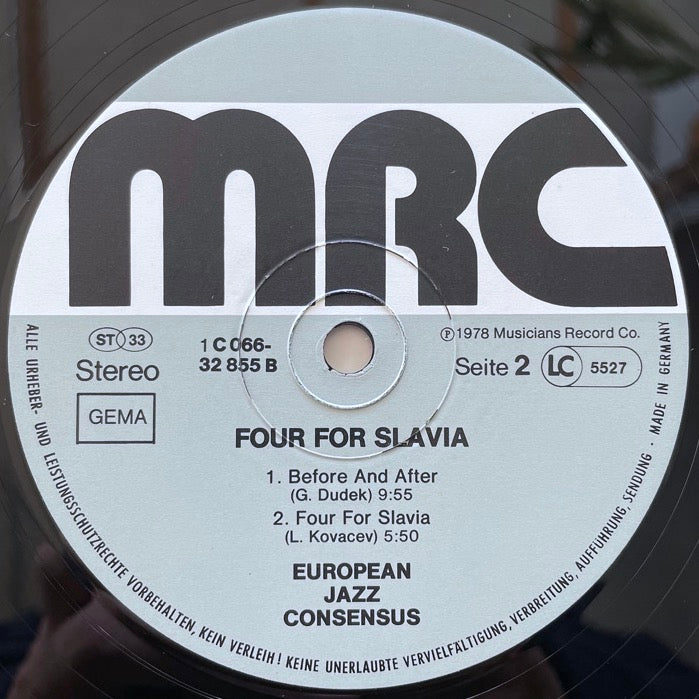 MRC
ST 33
Stereo
GEMA
1 C 066-
32 855 B
℗ 1978 Musicians Record Co.
Seite 2 LC 5527
FOUR FOR SLAVIA
1. Before And After
(G. Dudek) 9:55
2. Four For Slavia
(L. Kovacev) 5:50
EUROPEAN
JAZZ
CONSENSUS
ALLE URHEBER- UND LEISTUNGSSCHUTZRECHTE VORBEHALTEN, KEIN VERLEIH! KEINE UNERLAUBTE VERVIELFÄLTIGUNG, VERBREITUNG, AUFFÜHRUNG, SENDUNG · MADE IN GERMANY